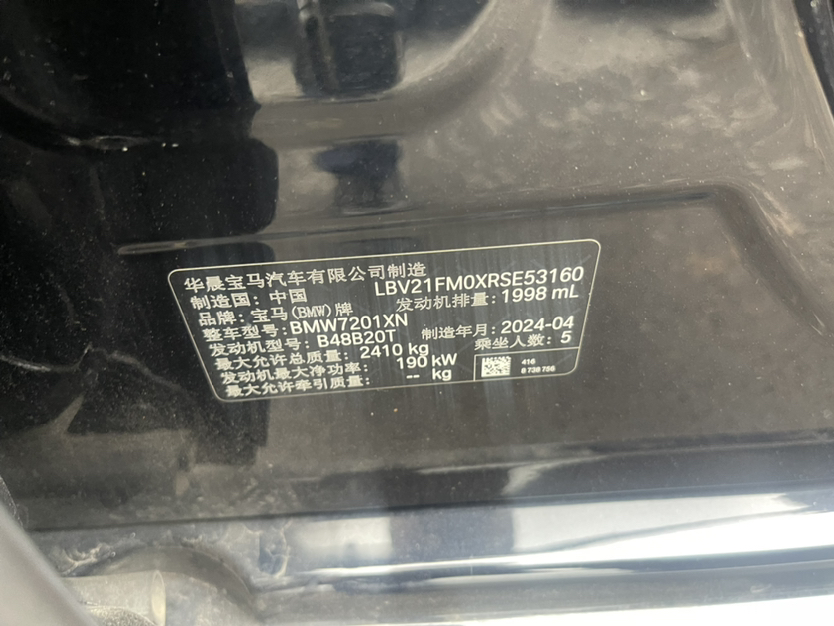 华晨宝马汽车有限公司制造
制造国：中国 LBV21FM0XRSE53160
品牌：宝马(BMW)牌 发动机排量：1998 mL
整车型号：BMW7201XN 制造年月：2024-04
发动机型号：B48B20T 乘坐人数：5
最大允许总质量：2410 kg
发动机最大净功率：190 kW
最大允许牵引质量：-- kg
416
8 738 756